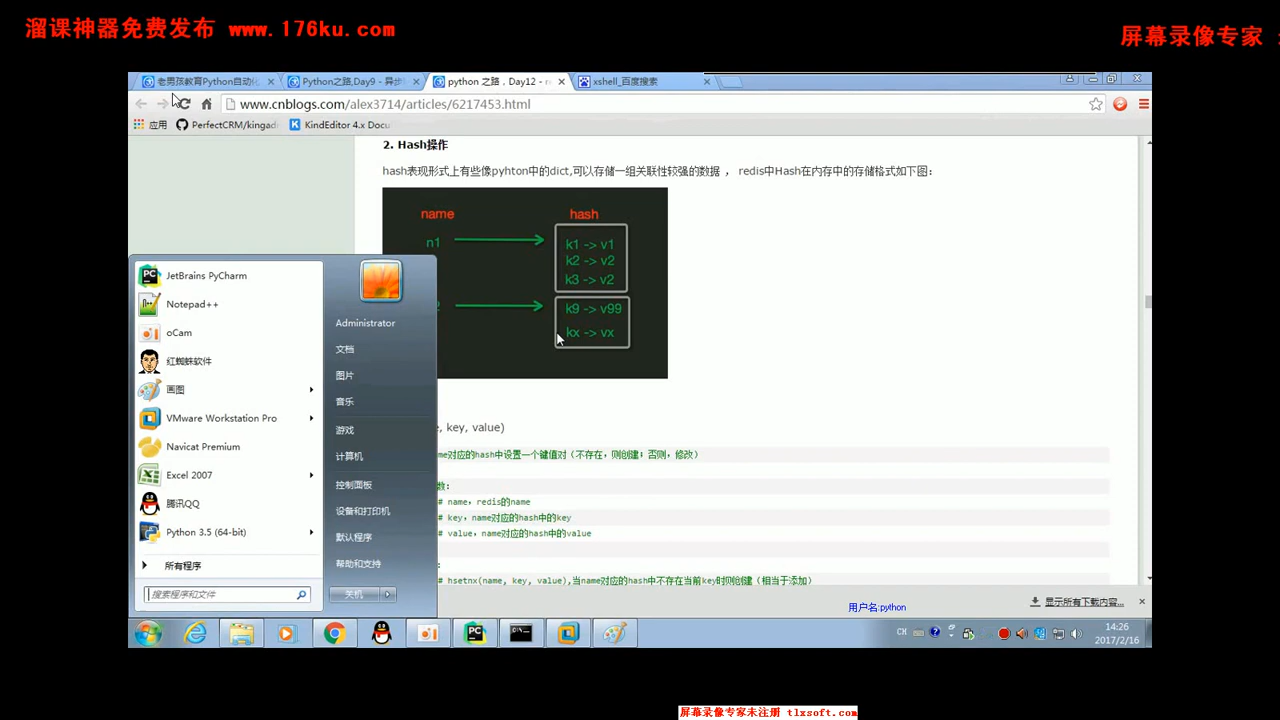 溜课神器免费发布 www.176ku.com
屏幕录像专家
老男孩教育Python自动化
Python之路,Day9 - 异步
python 之路，Day12 - r
xshell_百度搜索
www.cnblogs.com/alex3714/articles/6217453.html
应用
PerfectCRM/kingad
KindEditor 4.x Docu
2. Hash操作
hash表现形式上有些像pyhton中的dict,可以存储一组关联性较强的数据 ， redis中Hash在内存中的存储格式如下图：
name
hash
n1
k1 -> v1
k2 -> v2
k3 -> v2
k9 -> v99
kx -> vx
, key, value)
name对应的hash中设置一个键值对（不存在，则创建；否则，修改）
数：
# name，redis的name
# key，name对应的hash中的key
# value，name对应的hash中的value
:
# hsetnx(name, key, value),当name对应的hash中不存在当前key时则创建（相当于添加）
JetBrains PyCharm
Notepad++
oCam
红蜘蛛软件
画图
VMware Workstation Pro
Navicat Premium
Excel 2007
腾讯QQ
Python 3.5 (64-bit)
所有程序
搜索程序和文件
Administrator
文档
图片
音乐
游戏
计算机
控制面板
设备和打印机
默认程序
帮助和支持
关机
用户名:python
显示所有下载内容...
CH
14:26
2017/2/16
屏幕录像专家未注册 tlxsoft.com